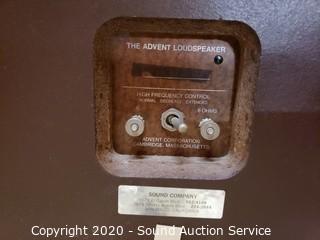 THE ADVENT LOUDSPEAKER
HIGH FREQUENCY CONTROL
NORMAL DECREASE EXTENDED
8 OHMS
ADVENT CORPORATION
CAMBRIDGE, MASSACHUSETTS
SOUND COMPANY
Copyright 2020 - Sound Auction Service